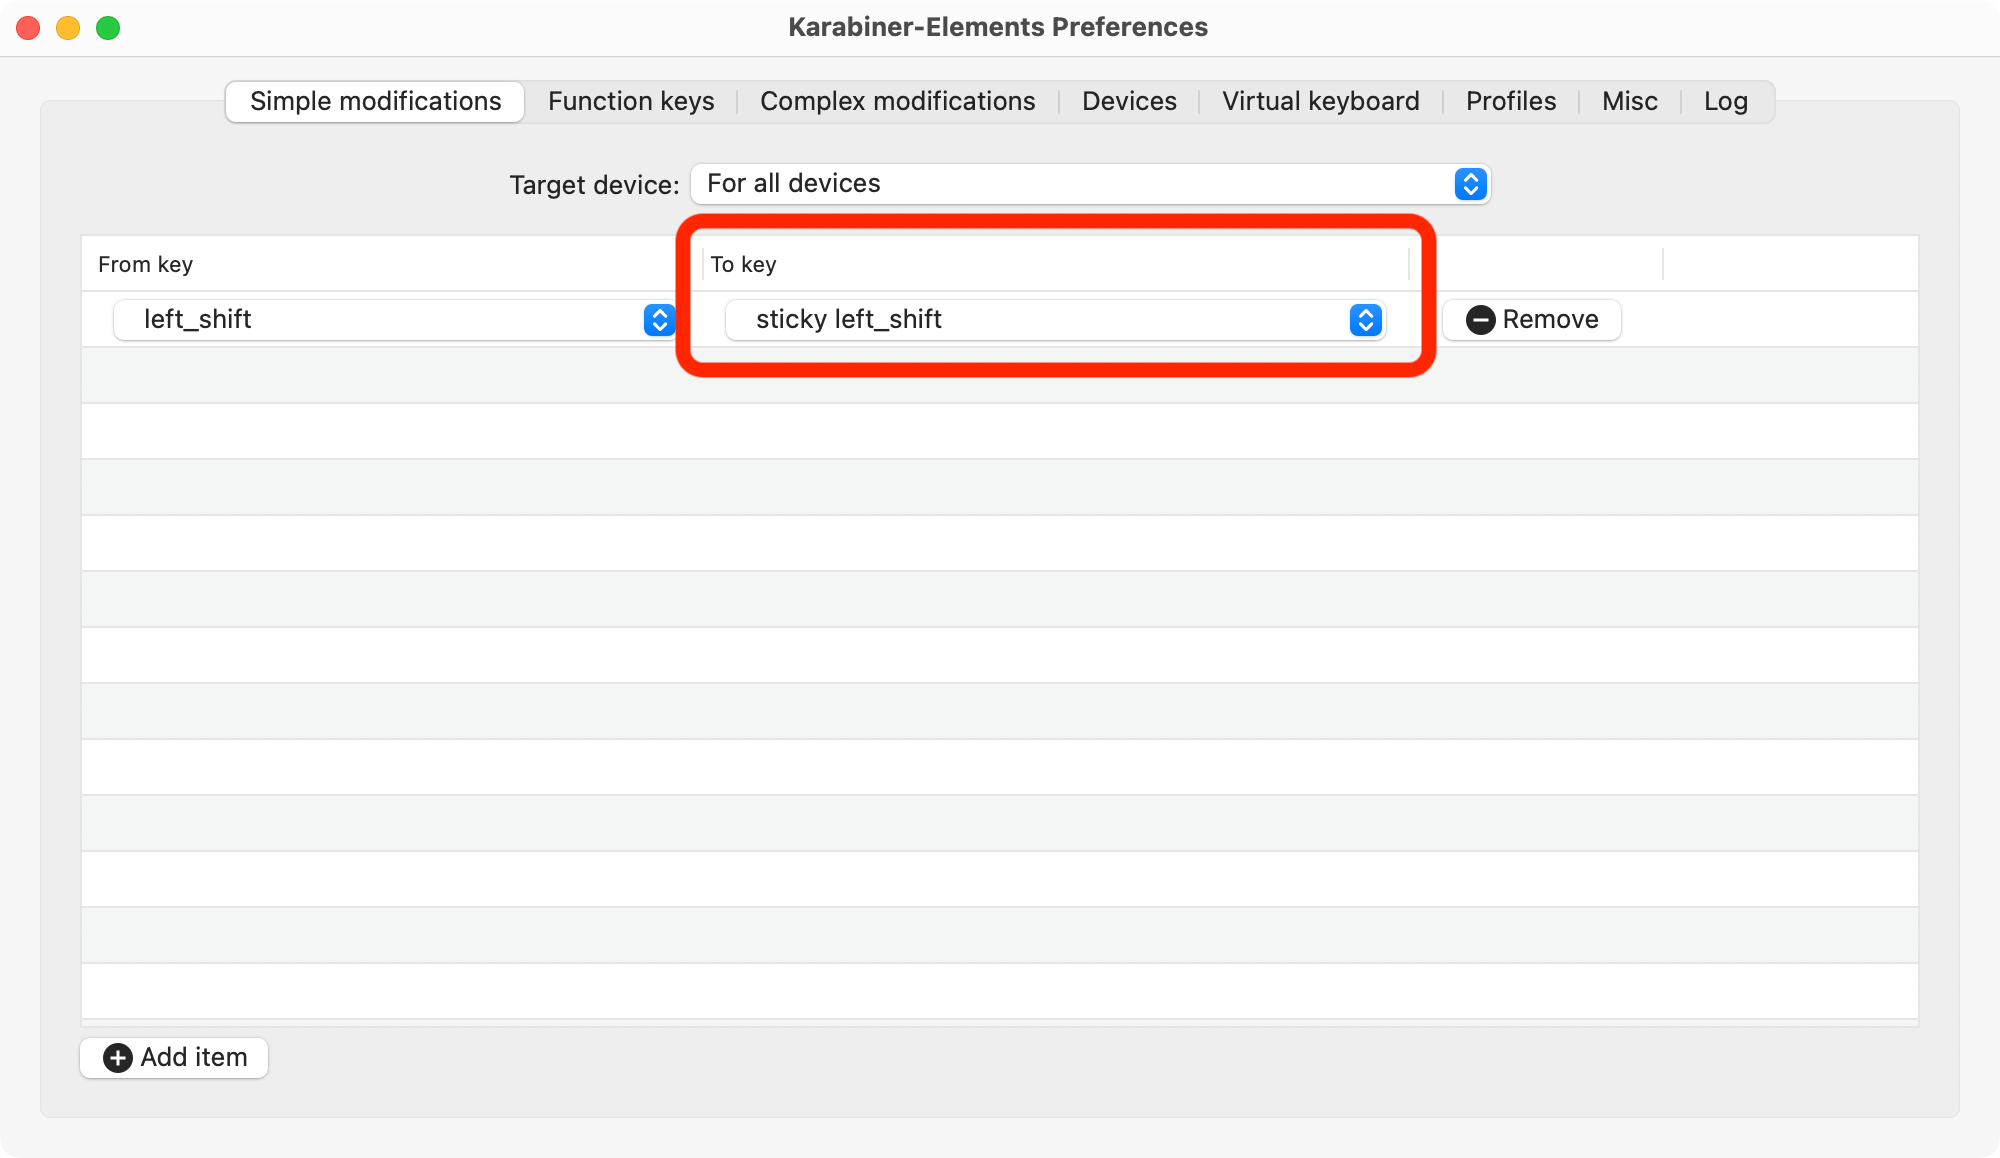 Karabiner-Elements Preferences
Simple modifications Function keys Complex modifications Devices Virtual keyboard Profiles Misc Log
Target device: For all devices
From key To key
left_shift sticky left_shift Remove
Add item